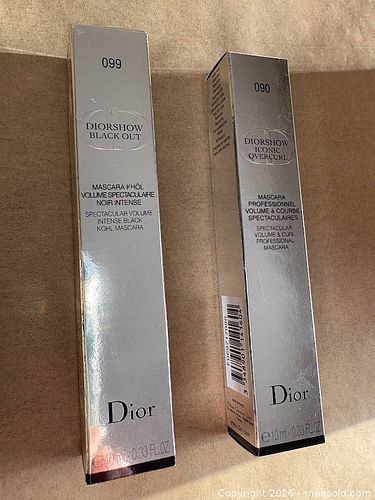 099
DIORSHOW
BLACK OUT
MASCARA KHÔL
VOLUME SPECTACULAIRE
NOIR INTENSE
SPECTACULAR VOLUME
INTENSE BLACK
KOHL MASCARA
Dior
0.33 FL.OZ
090
DIORSHOW
ICONIC
OVERCURL
MASCARA
PROFESSIONNEL
VOLUME & COURBE
SPECTACULAIRES
SPECTACULAR
VOLUME & CURL
PROFESSIONAL
MASCARA
Dior
℮10 ml - 0.33 FL.OZ
Copyright 2026 - maxsold.com